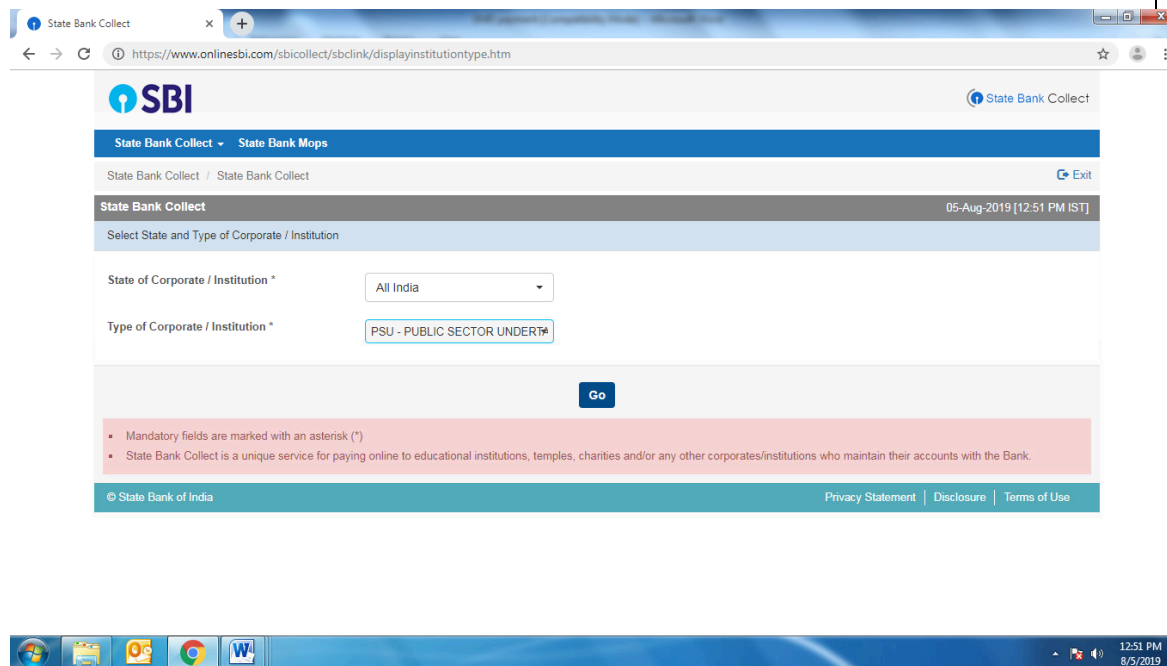 State Bank Collect
https://www.onlinesbi.com/sbicollect/sbclink/displayinstitutiontype.htm
SBI
State Bank Collect
State Bank Collect State Bank Mops
State Bank Collect / State Bank Collect
Exit
State Bank Collect
05-Aug-2019 [12:51 PM IST]
Select State and Type of Corporate / Institution
State of Corporate / Institution *
All India
Type of Corporate / Institution *
PSU - PUBLIC SECTOR UNDERTA
Go
Mandatory fields are marked with an asterisk (*)
State Bank Collect is a unique service for paying online to educational institutions, temples, charities and/or any other corporates/institutions who maintain their accounts with the Bank.
© State Bank of India
Privacy Statement | Disclosure | Terms of Use
12:51 PM
8/5/2019